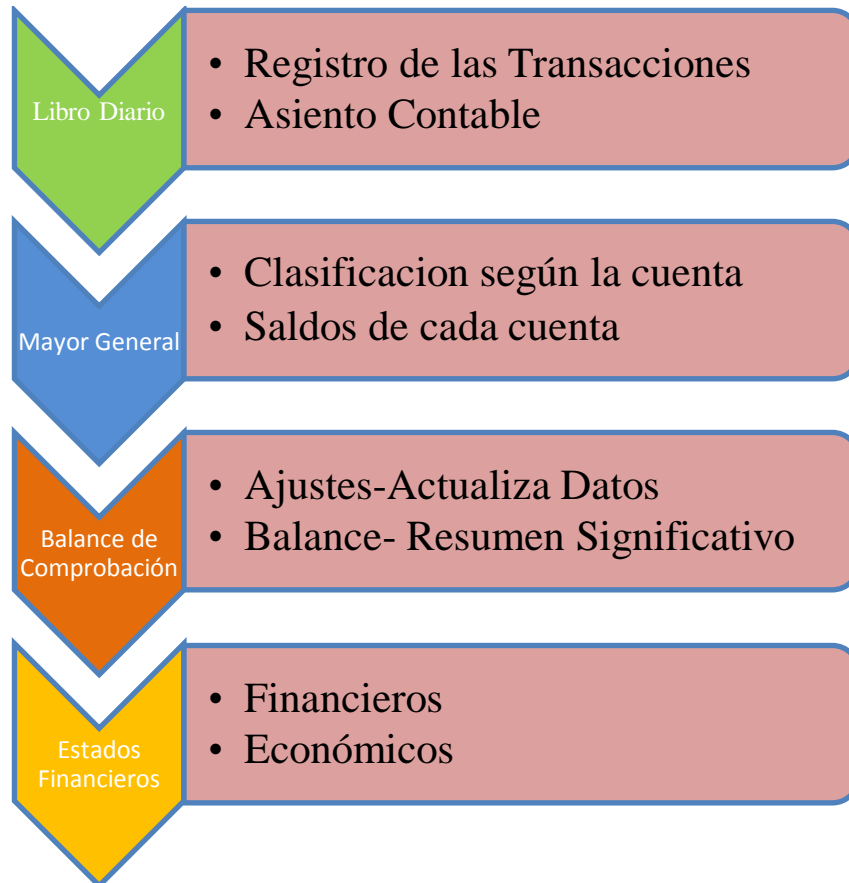 Libro Diario
• Registro de las Transacciones
• Asiento Contable
Mayor General
• Clasificacion según la cuenta
• Saldos de cada cuenta
Balance de
Comprobación
• Ajustes-Actualiza Datos
• Balance- Resumen Significativo
Estados
Financieros
• Financieros
• Económicos